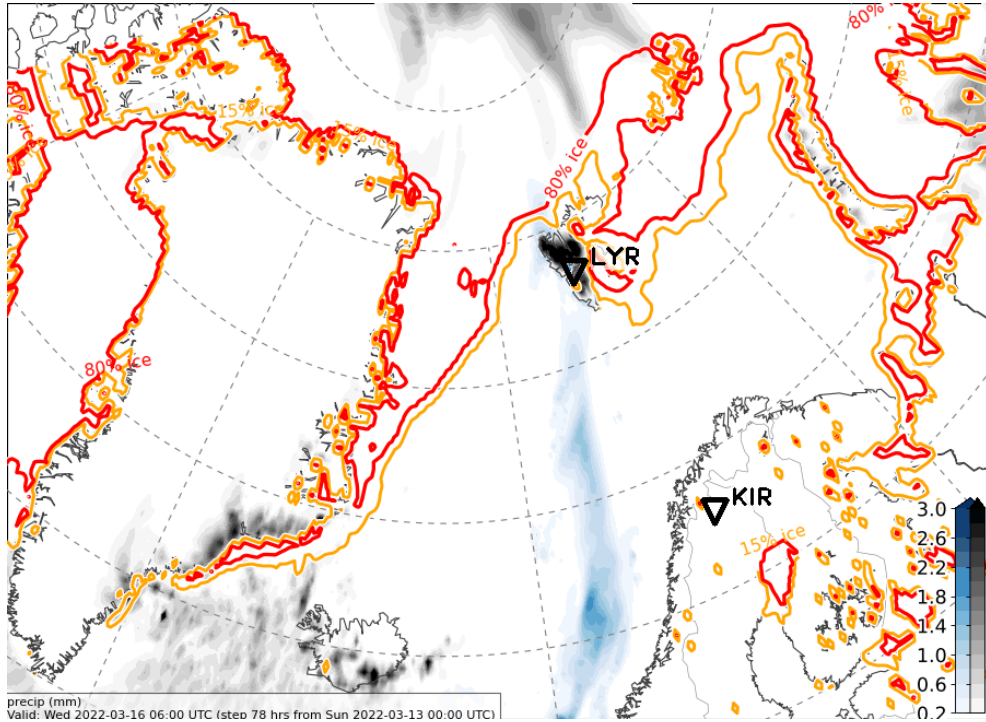 80% ice
80% ice
5% ice
15% ice
80% ice
LYR
80% ice
KIR
15% ice
3.0
2.6
2.2
1.8
1.4
1.0
0.6
0.2
precip (mm)
Valid: Wed 2022-03-16 06:00 UTC (step 78 hrs from Sun 2022-03-13 00:00 UTC)